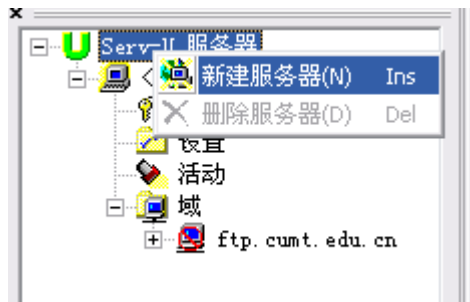 Serv-U 服务器
新建服务器(N) Ins
删除服务器(D) Del
设置
活动
域
ftp.cumt.edu.cn